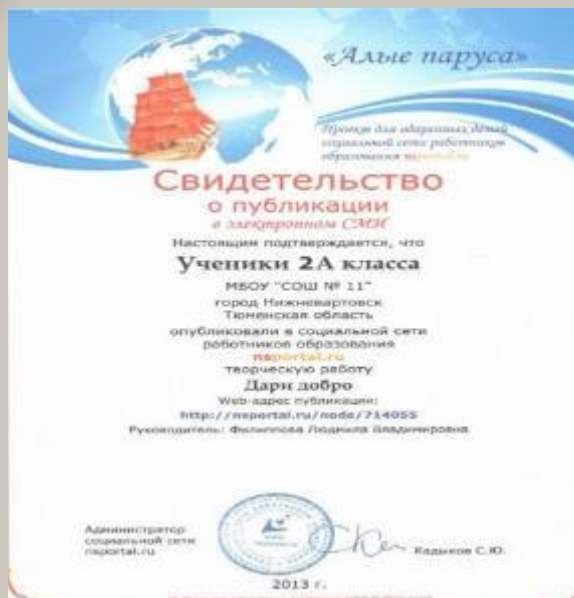 «Алые паруса»
Проект для одаренных детей
социальной сети работников
образования nsportal.ru
Свидетельство
о публикации
в электронном СМИ
Настоящим подтверждается, что
Ученики 2А класса
МБОУ "СОШ № 11"
город Нижневартовск
Тюменская область
опубликовали в социальной сети
работников образования
nsportal.ru
творческую работу
Дари добро
Web-адрес публикации:
http://nsportal.ru/node/714055
Руководитель: Филиппова Людмила Владимировна
Администратор
социальной сети
nsportal.ru
Кадыков С.Ю.
2013 г.